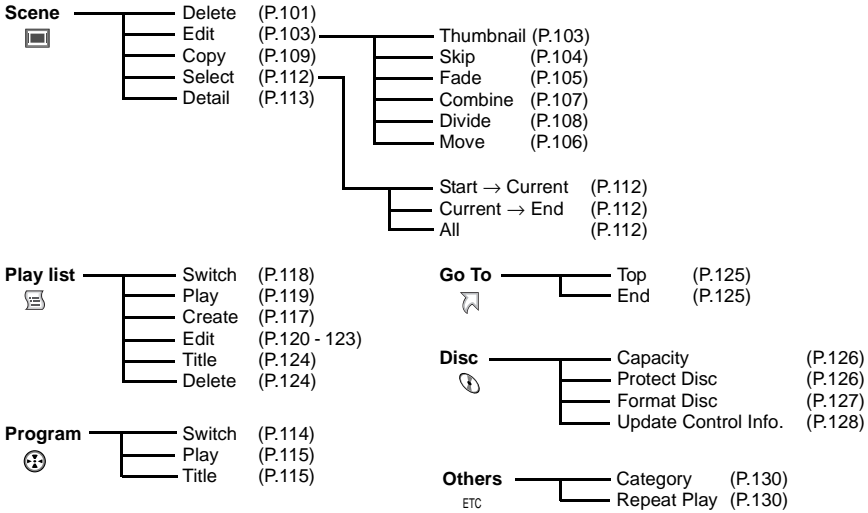 Scene
Delete (P.101)
Edit (P.103)
Copy (P.109)
Select (P.112)
Detail (P.113)
Thumbnail (P.103)
Skip (P.104)
Fade (P.105)
Combine (P.107)
Divide (P.108)
Move (P.106)
Start → Current (P.112)
Current → End (P.112)
All (P.112)
Play list
Switch (P.118)
Play (P.119)
Create (P.117)
Edit (P.120 - 123)
Title (P.124)
Delete (P.124)
Program
Switch (P.114)
Play (P.115)
Title (P.115)
Go To
Top (P.125)
End (P.125)
Disc
Capacity (P.126)
Protect Disc (P.126)
Format Disc (P.127)
Update Control Info. (P.128)
Others
ETC
Category (P.130)
Repeat Play (P.130)